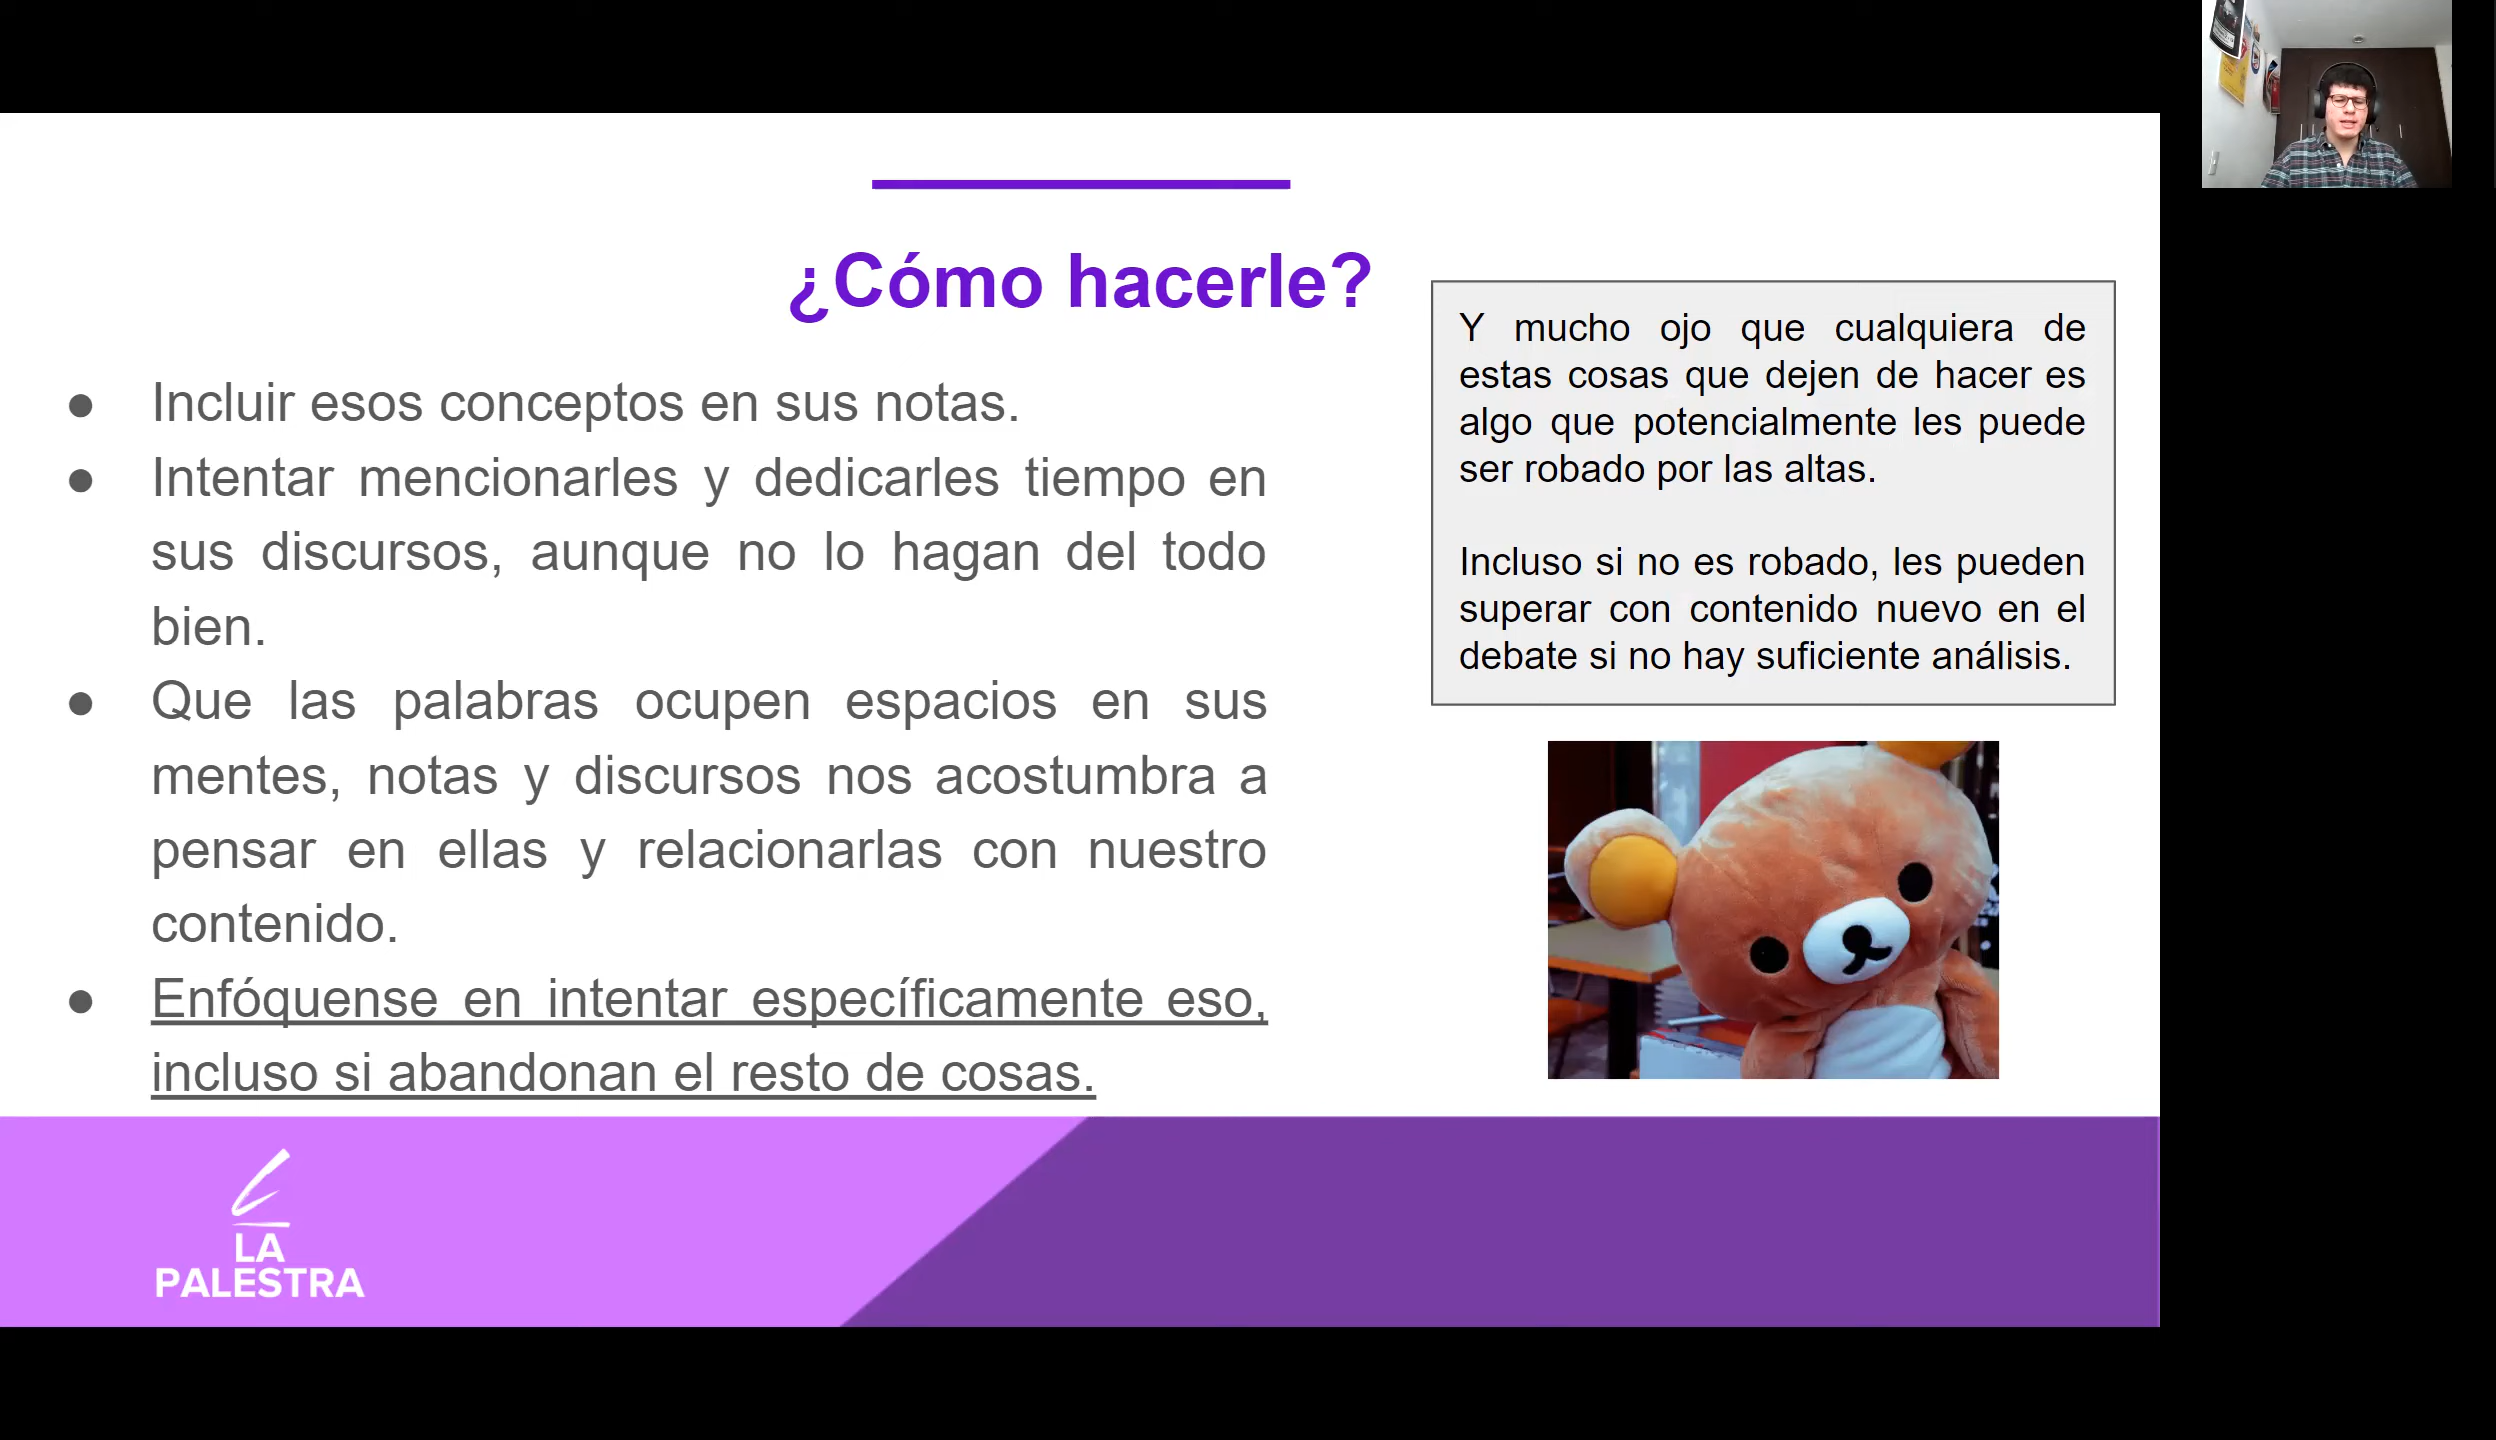 ¿Cómo hacerle?
● Incluir esos conceptos en sus notas.
● Intentar mencionarles y dedicarles tiempo en
sus discursos, aunque no lo hagan del todo
bien.
● Que las palabras ocupen espacios en sus
mentes, notas y discursos nos acostumbra a
pensar en ellas y relacionarlas con nuestro
contenido.
● Enfóquense en intentar específicamente eso,
incluso si abandonan el resto de cosas.
Y mucho ojo que cualquiera de
estas cosas que dejen de hacer es
algo que potencialmente les puede
ser robado por las altas.
Incluso si no es robado, les pueden
superar con contenido nuevo en el
debate si no hay suficiente análisis.
LA
PALESTRA